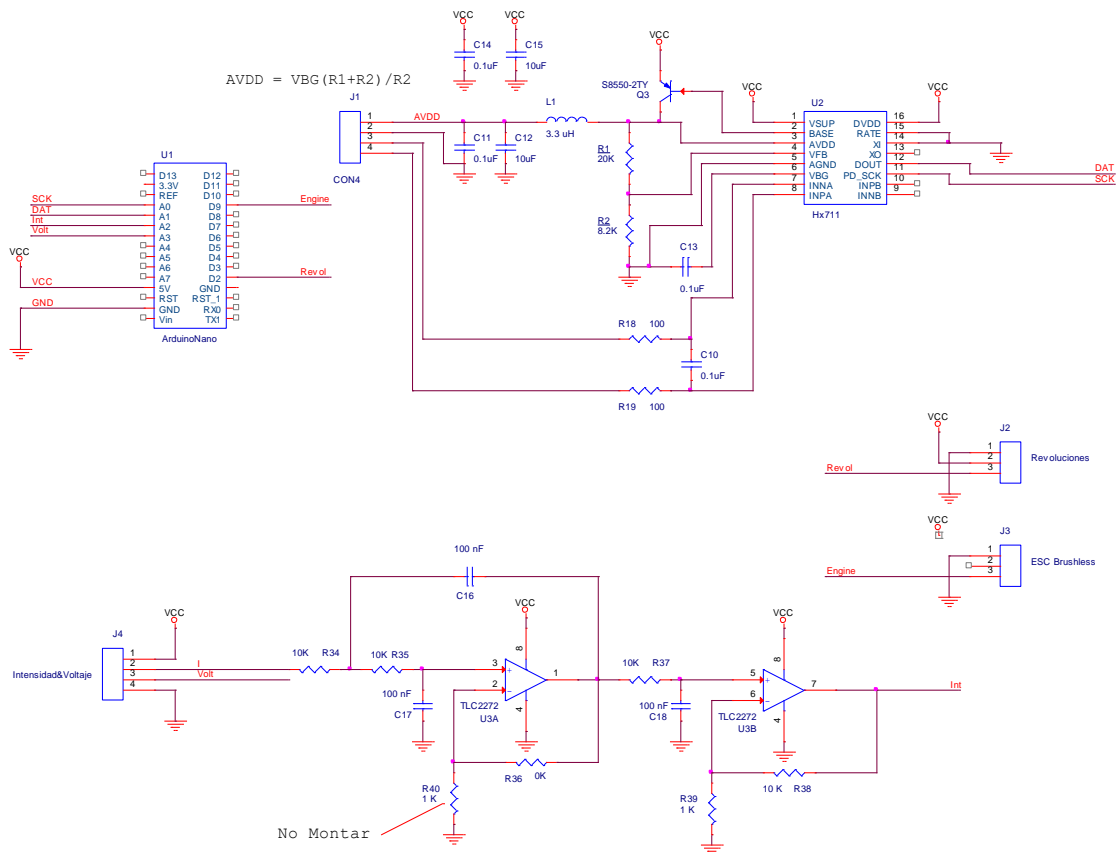 VCC
C14
0.1uF
VCC
C15
10uF
AVDD = VBG(R1+R2)/R2
J1
1
2
3
4
CON4
AVDD
C11
0.1uF
C12
10uF
L1
3.3 uH
VCC
S8550-2TY
Q3
R1
20K
R2
8.2K
C13
0.1uF
VCC
VCC
U2
1 VSUP DVDD 16
2 BASE RATE 15
3 AVDD XI 14
4 VFB XO 13
5 AGND DOUT 12
6 VBG PD_SCK 11
7 INNA INPB 10
8 INPA INNB 9
Hx711
DAT
SCK
U1
D13 D12
3.3V D11
REF D10
SCK A0 D9 Engine
DAT A1 D8
Int A2 D7
Volt A3 D6
A4 D5
A5 D4
A6 D3
A7 D2 Revol
VCC
VCC 5V GND
RST RST_1
GND GND RX0
Vin TX1
ArduinoNano
R18 100
C10
0.1uF
R19 100
VCC
J2
1
2
3
Revoluciones
Revol
VCC
J3
1
2
3
ESC Brushless
Engine
VCC
J4
1
2
3
4
Intensidad&Voltaje
I
Volt
10K R34
10K R35
100 nF
C16
100 nF
C17
VCC
8
3
2
1
4
TLC2272
U3A
R36 0K
R40
1 K
No Montar
10K R37
100 nF
C18
VCC
8
5
6
7
4
TLC2272
U3B
Int
10 K R38
R39
1 K